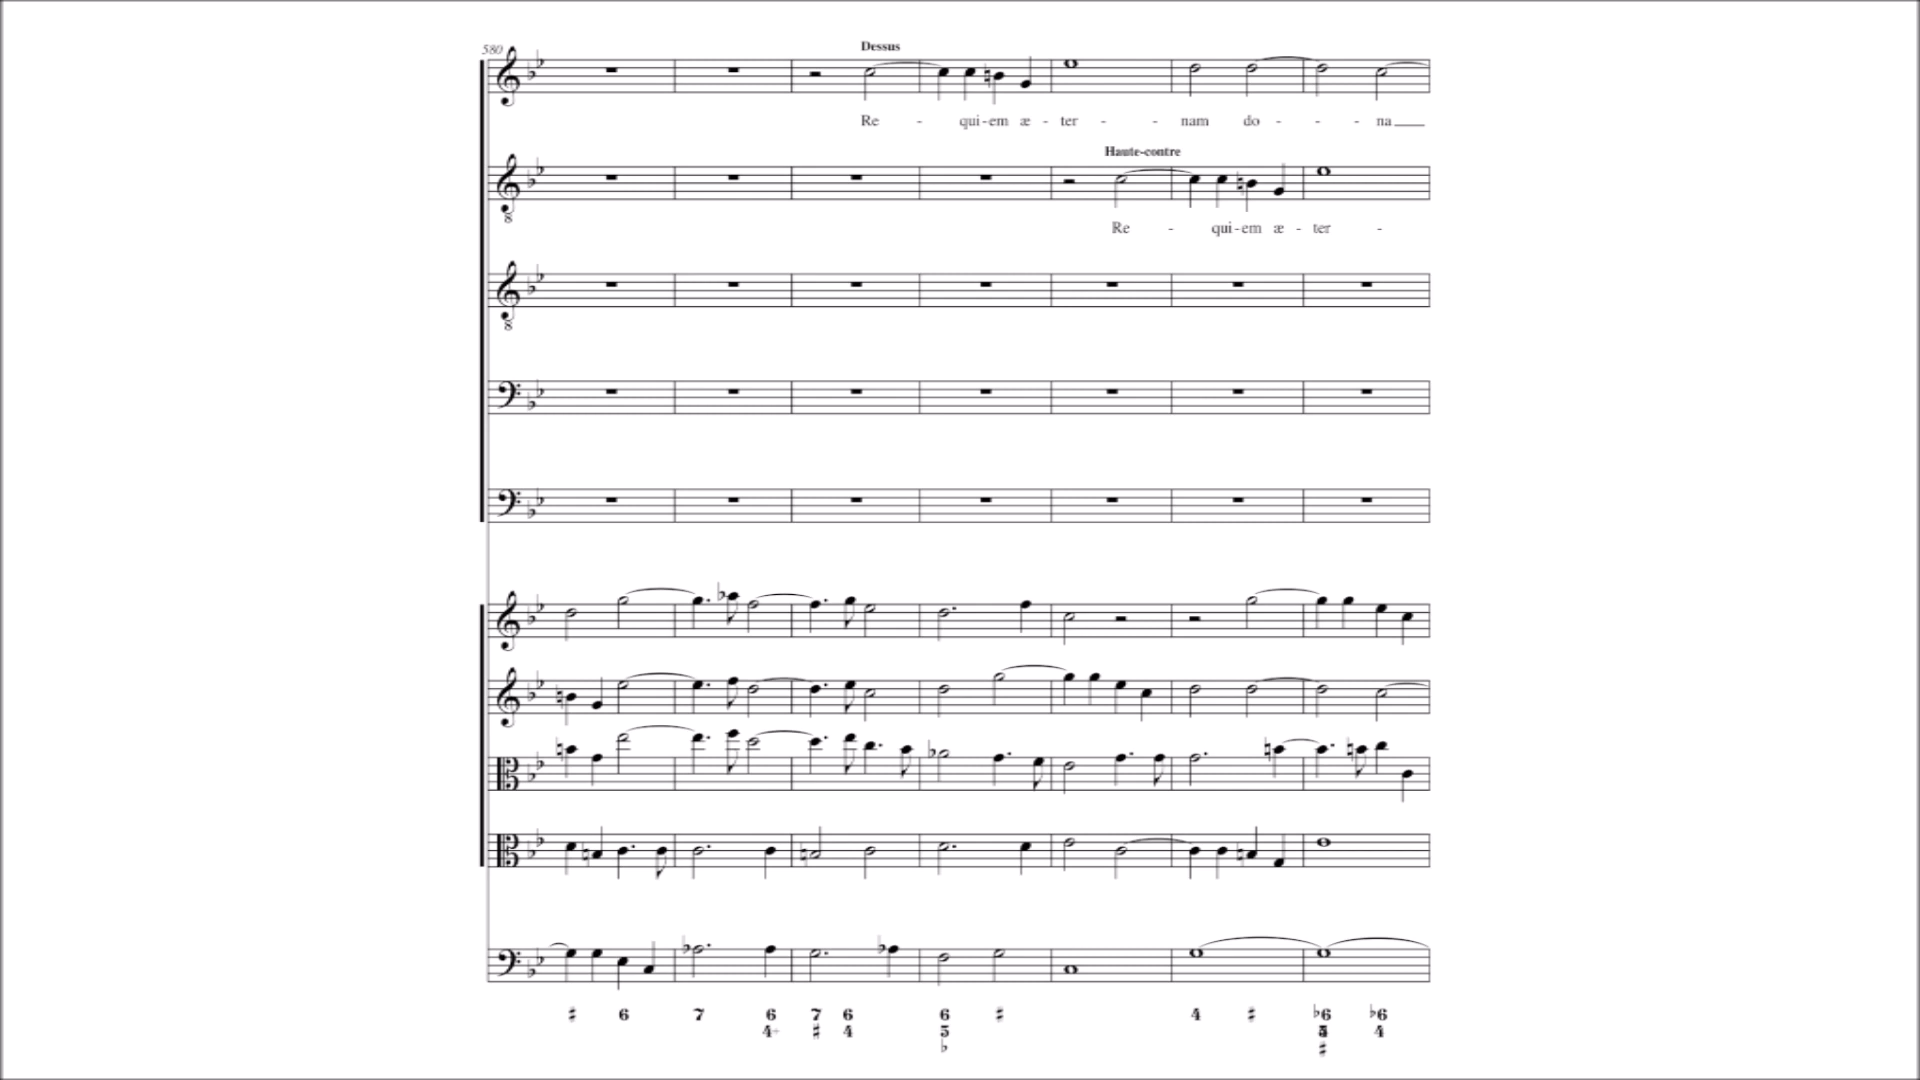 580
Dessus
Re - qui - em æ - ter - - nam do - - - na
Haute-contre
Re - qui - em æ - ter -
8
8
♯ 6 7 6 7 6 6 ♯ 4 ♯ ♭6 ♭6
4+ ♯ 4 5 4
♭ ♯